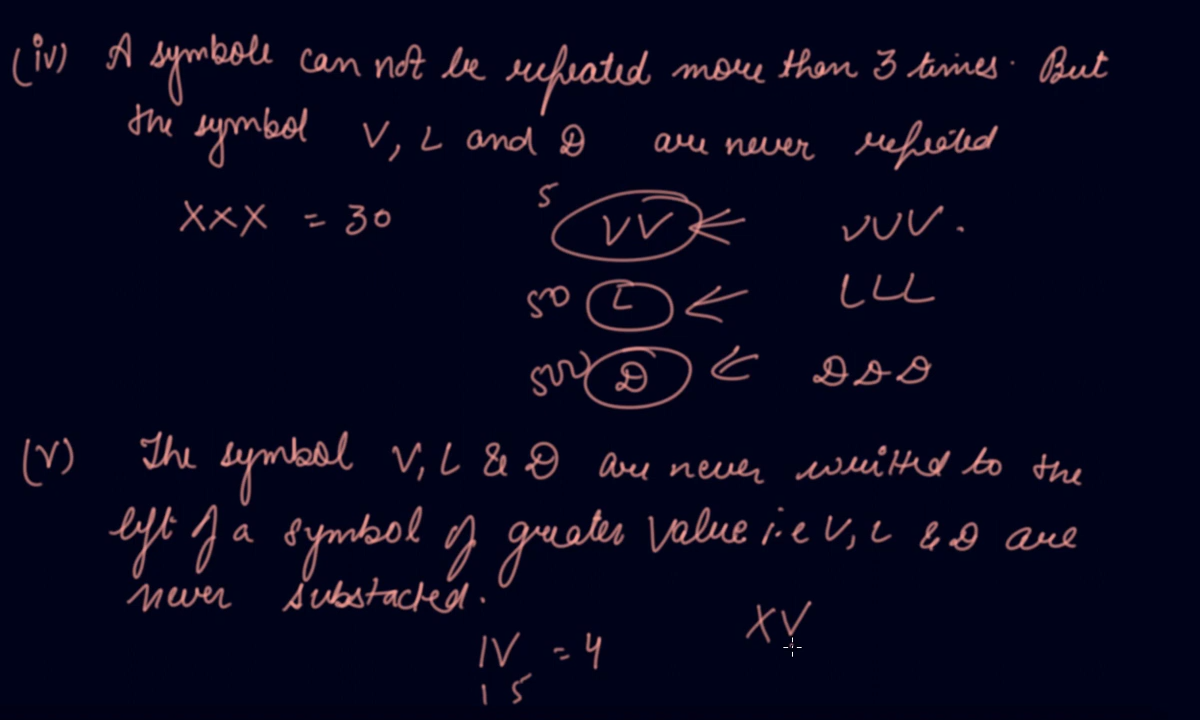 (iv) A symbole can not be repeated more than 3 times. But
the symbol V, L and D are never repeated
XXX = 30 5 VV VVV.
50 L LLL
500 D DDD
(V) The symbol V, L & D are never writted to the
left of a symbol of greater value i.e V, L & D are
never substacted.
IV = 4 XV
1 5